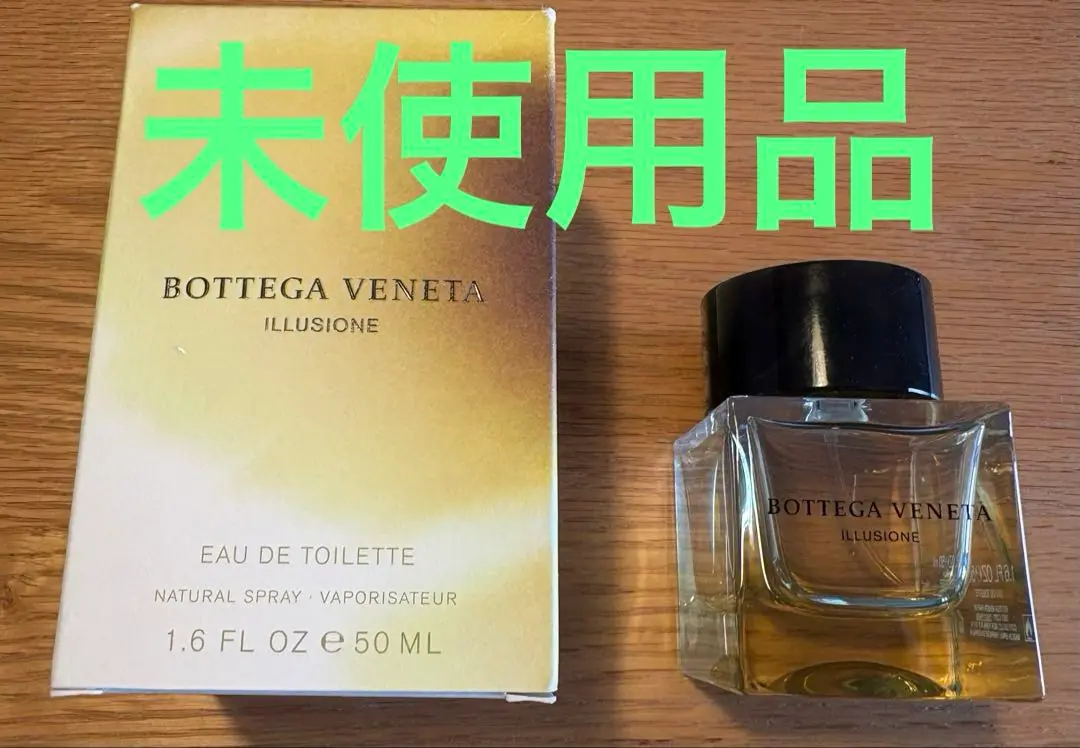 未使用品
BOTTEGA VENETA
ILLUSIONE
EAU DE TOILETTE
NATURAL SPRAY · VAPORISATEUR
1.6 FL OZ ℮ 50 ML
BOTTEGA VENETA
ILLUSIONE